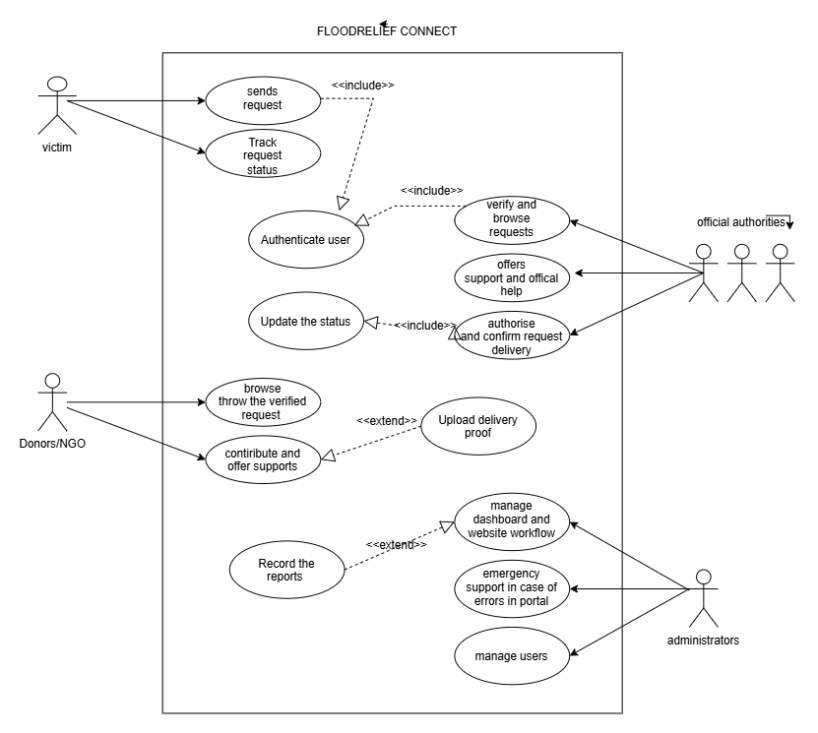 FLOODRELIEF CONNECT
sends
request
<<include>>
victim
Track
request
status
<<include>>
verify and
browse
requests
official authorities
Authenticate user
offers
support and offical
help
Update the status
<<include>>
authorise
and confirm request
delivery
browse
throw the verified
request
Donors/NGO
<<extend>>
Upload delivery
proof
contiribute and
offer supports
manage
dashboard and
website workflow
<<extend>>
Record the
reports
emergency
support in case of
errors in portal
administrators
manage users